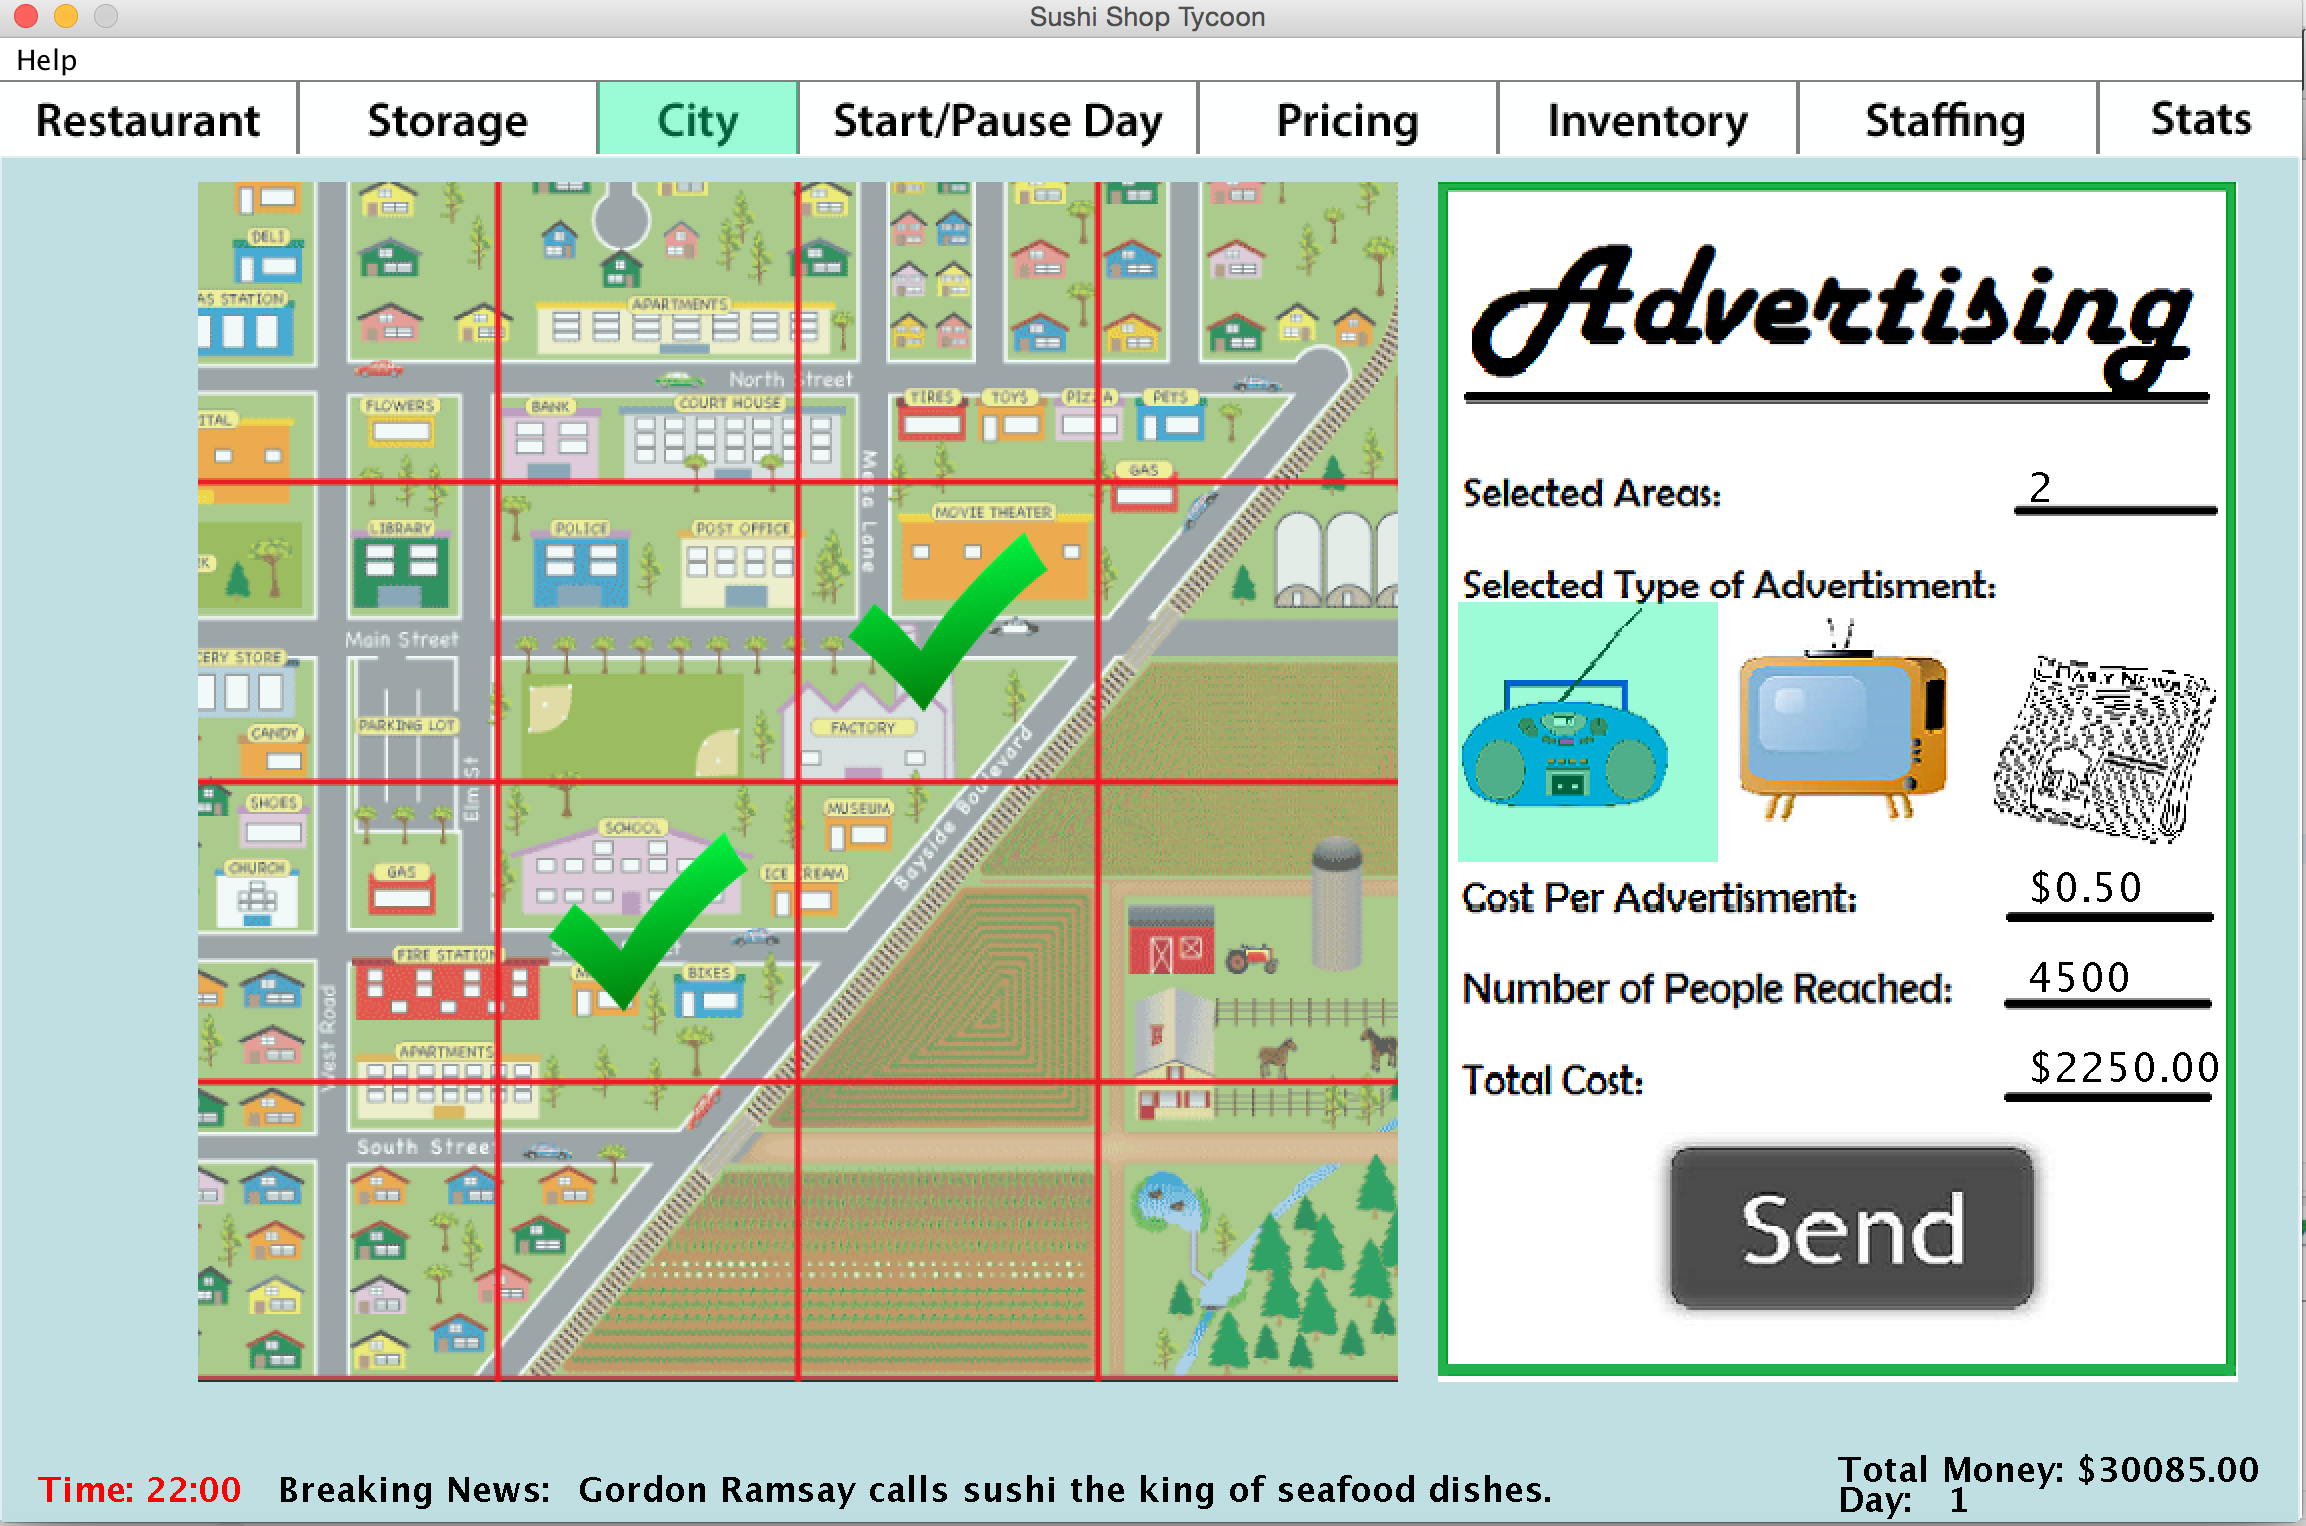 Sushi Shop Tycoon
Help
Restaurant Storage City Start/Pause Day Pricing Inventory Staffing Stats
DELI
AS STATION
APARTMENTS
North Street
ITAL
FLOWERS
BANK
COURT HOUSE
TIRES TOYS PIZZA PETS
Mesa Lane
GAS
LIBRARY
POLICE
POST OFFICE
MOVIE THEATER
K
Main Street
CERY STORE
CANDY
PARKING LOT
Elm St
FACTORY
Bayside Boulevard
SHOES
CHURCH
GAS
SCHOOL
MUSEUM
ICE CREAM
FIRE STATION
BIKES
West Road
APARTMENTS
South Street
Advertising
Selected Areas: 2
Selected Type of Advertisment:
DAILY NEWS
Cost Per Advertisment: $0.50
Number of People Reached: 4500
Total Cost: $2250.00
Send
Time: 22:00 Breaking News: Gordon Ramsay calls sushi the king of seafood dishes.
Total Money: $30085.00
Day: 1